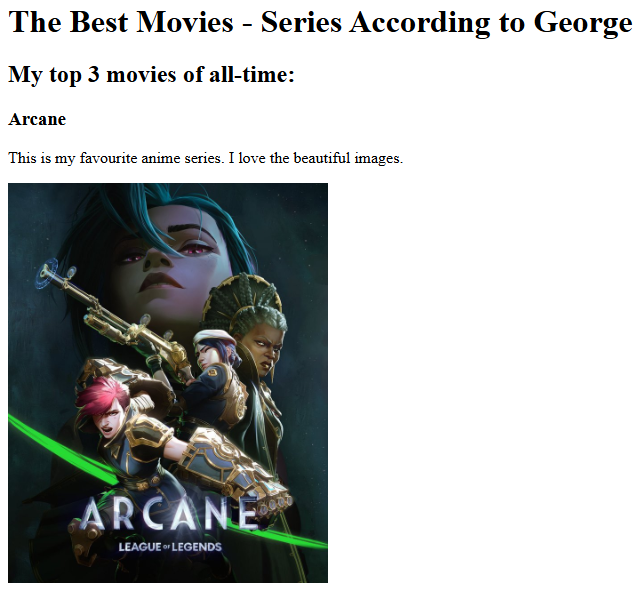 The Best Movies - Series According to George
My top 3 movies of all-time:
Arcane
This is my favourite anime series. I love the beautiful images.
ARCANE
LEAGUE OF LEGENDS